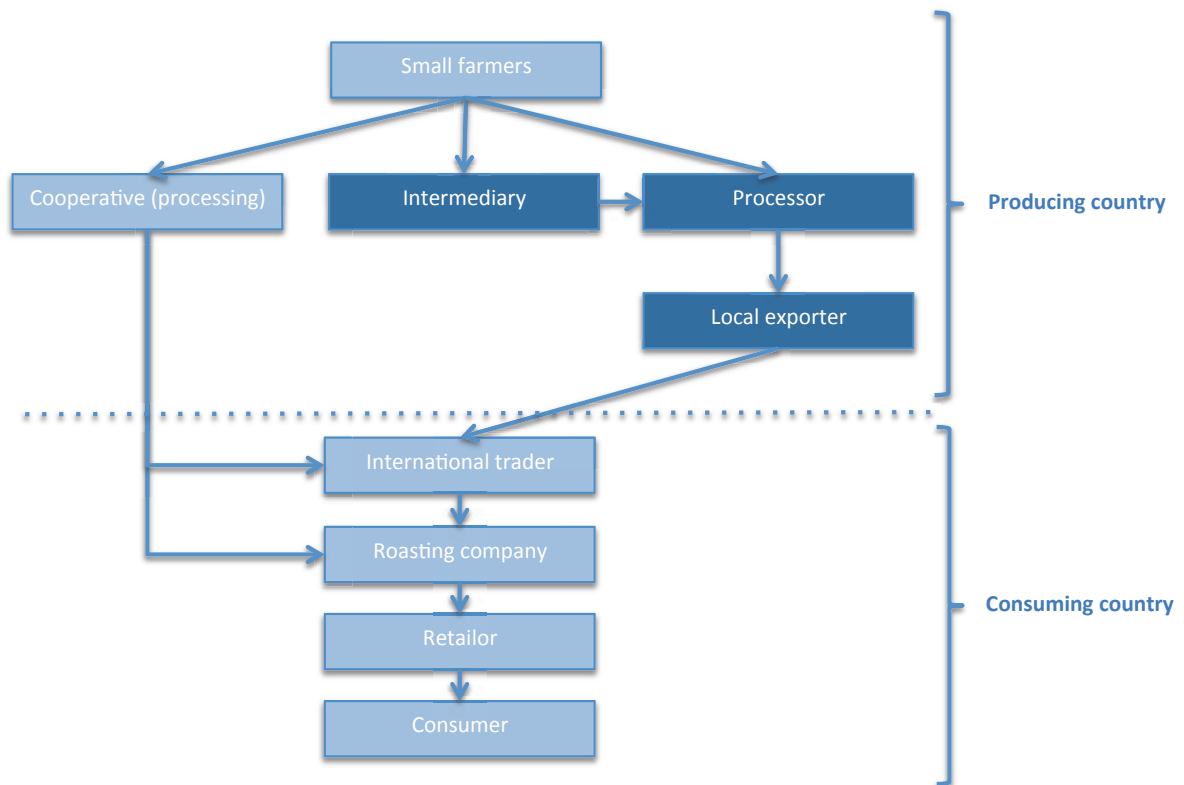 Small farmers
Cooperative (processing)
Intermediary
Processor
Producing country
Local exporter
International trader
Roasting company
Consuming country
Retailor
Consumer